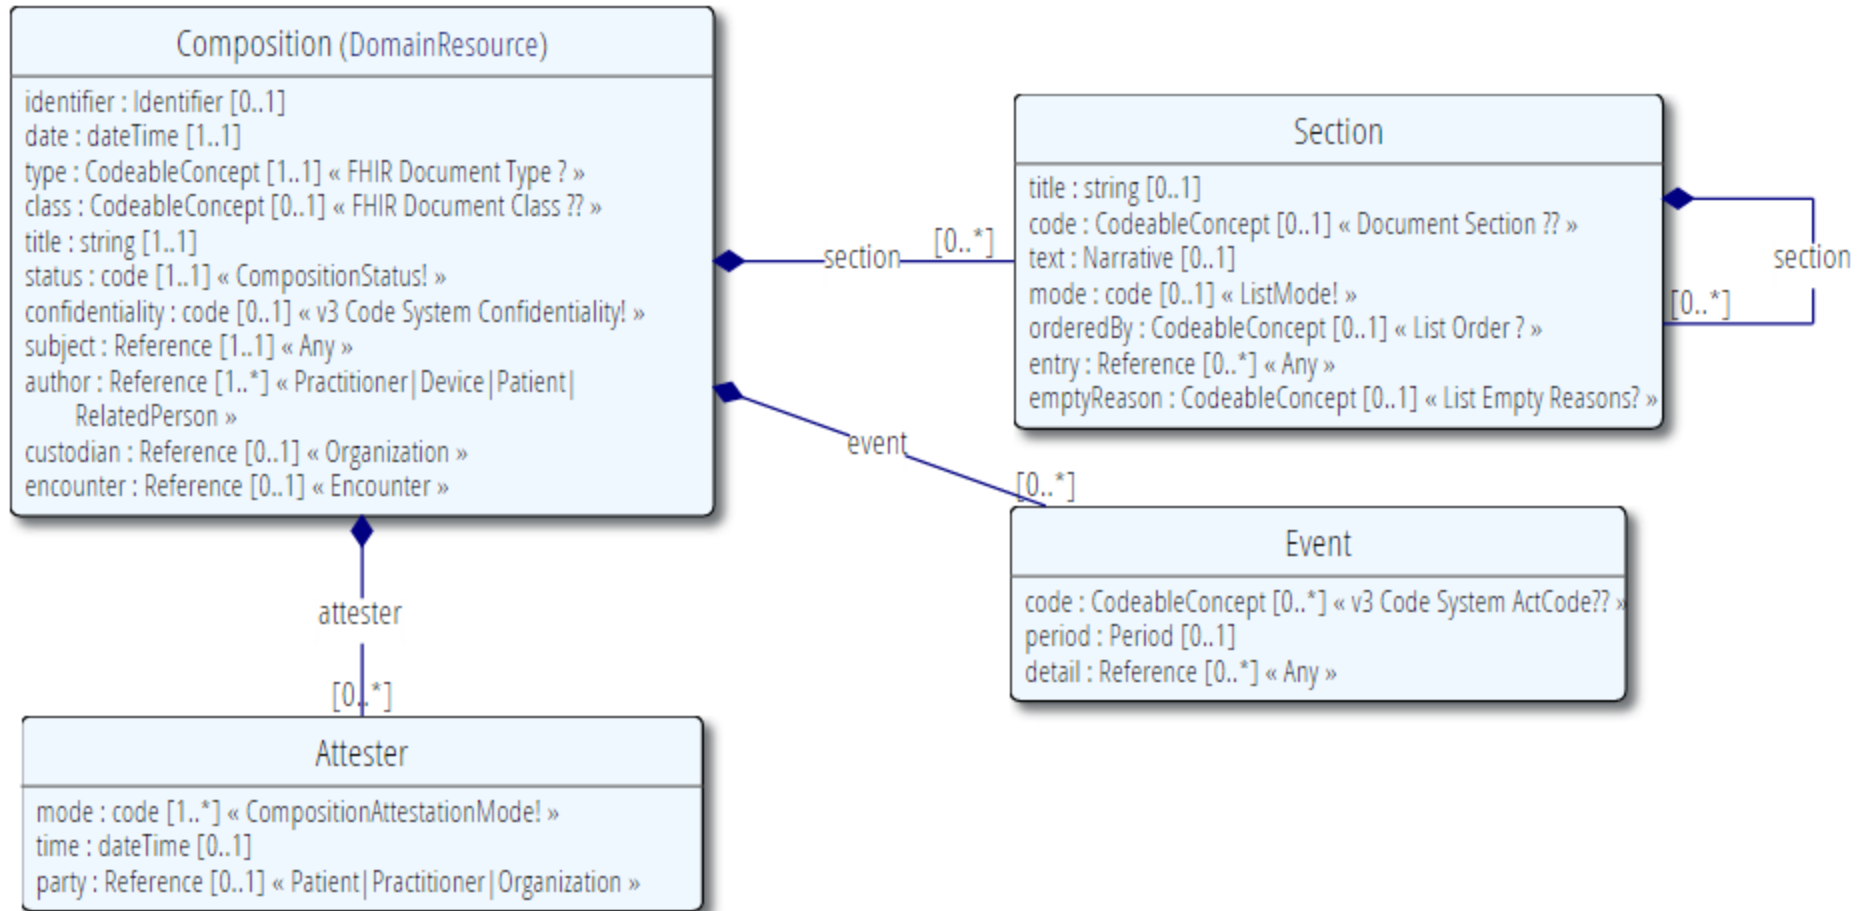 Composition (DomainResource)
identifier : Identifier [0..1]
date : dateTime [1..1]
type : CodeableConcept [1..1] « FHIR Document Type ? »
class : CodeableConcept [0..1] « FHIR Document Class ?? »
title : string [1..1]
status : code [1..1] « CompositionStatus! »
confidentiality : code [0..1] « v3 Code System Confidentiality! »
subject : Reference [1..1] « Any »
author : Reference [1..*] « Practitioner|Device|Patient|
RelatedPerson »
custodian : Reference [0..1] « Organization »
encounter : Reference [0..1] « Encounter »
section
[0..*]
Section
title : string [0..1]
code : CodeableConcept [0..1] « Document Section ?? »
text : Narrative [0..1]
mode : code [0..1] « ListMode! »
orderedBy : CodeableConcept [0..1] « List Order ? »
entry : Reference [0..*] « Any »
emptyReason : CodeableConcept [0..1] « List Empty Reasons? »
section
[0..*]
event
[0..*]
Event
code : CodeableConcept [0..*] « v3 Code System ActCode?? »
period : Period [0..1]
detail : Reference [0..*] « Any »
attester
[0..*]
Attester
mode : code [1..*] « CompositionAttestationMode! »
time : dateTime [0..1]
party : Reference [0..1] « Patient|Practitioner|Organization »